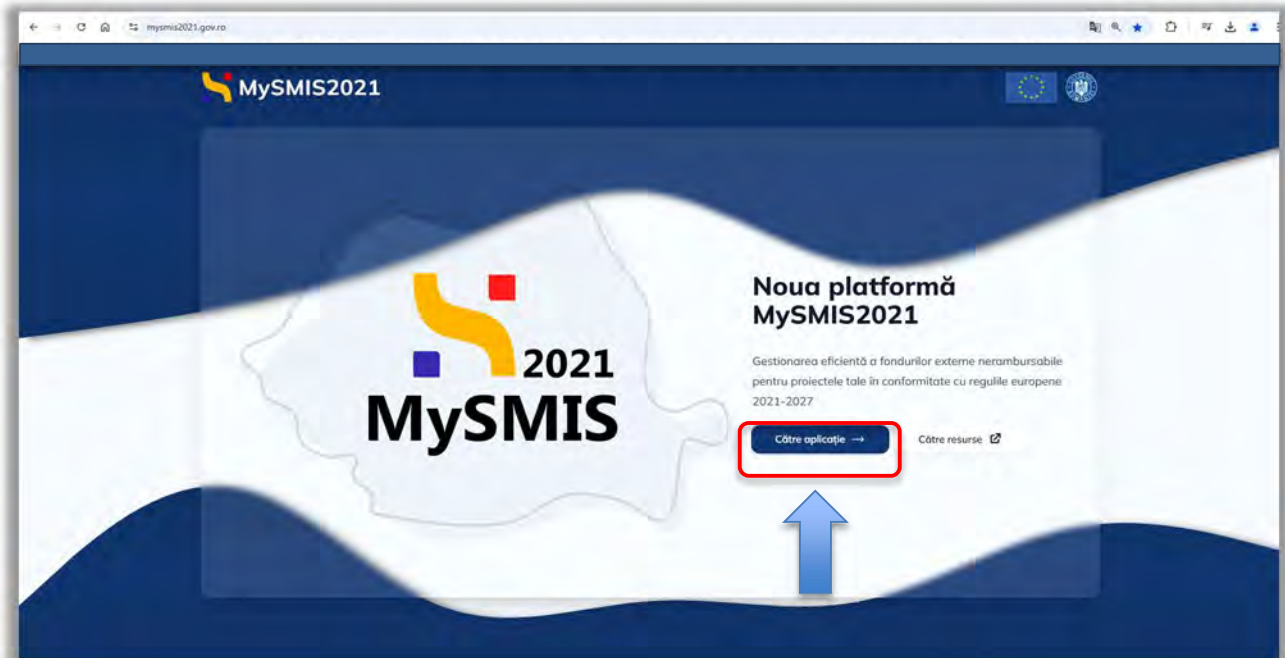 mysmis2021.gov.ro
MySMIS2021
2021
MySMIS
Noua platformă
MySMIS2021
Gestionarea eficientă a fondurilor externe nerambursabile
pentru proiectele tale în conformitate cu regulile europene
2021-2027
Către aplicație →
Către resurse